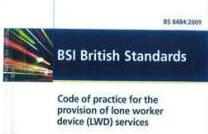 BS 8484:2009
BSI British Standards
Code of practice for the
provision of lone worker
device (LWD) services